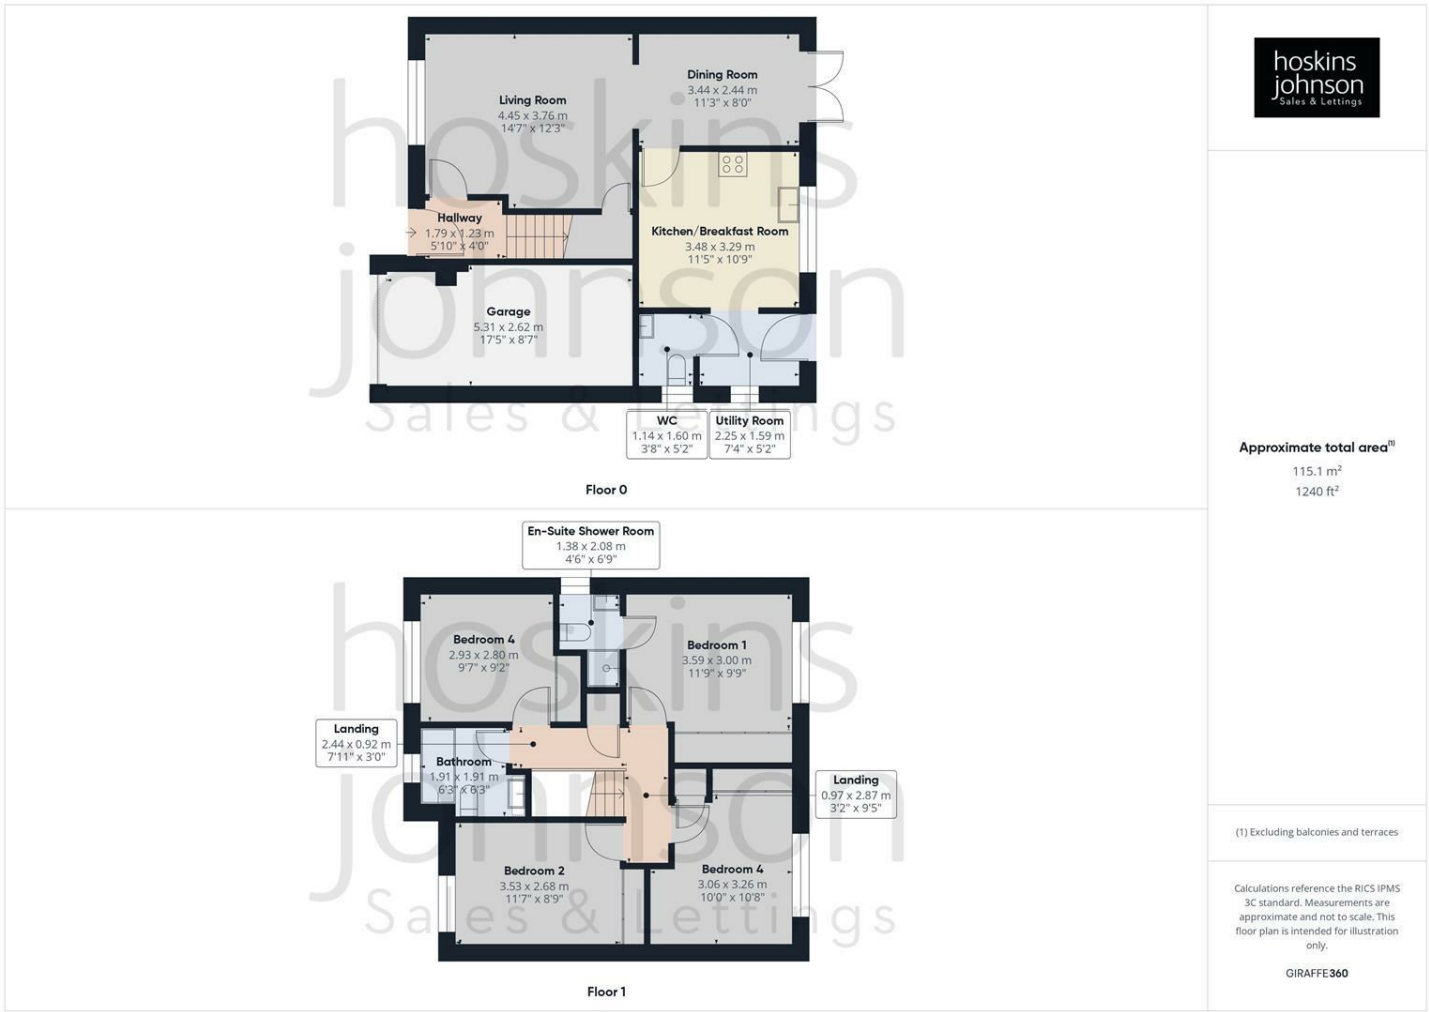 hoskins
johnson
Sales & Lettings
Living Room
4.45 x 3.76 m
14'7" x 12'3"
Dining Room
3.44 x 2.44 m
11'3" x 8'0"
Hallway
1.79 x 1.23 m
5'10" x 4'0"
Kitchen/Breakfast Room
3.48 x 3.29 m
11'5" x 10'9"
Garage
5.31 x 2.62 m
17'5" x 8'7"
WC
1.14 x 1.60 m
3'8" x 5'2"
Utility Room
2.25 x 1.59 m
7'4" x 5'2"
hoskins
johnson
Sales & Lettings
Floor 0
En-Suite Shower Room
1.38 x 2.08 m
4'6" x 6'9"
Bedroom 4
2.93 x 2.80 m
9'7" x 9'2"
Bedroom 1
3.59 x 3.00 m
11'9" x 9'9"
Landing
2.44 x 0.92 m
7'11" x 3'0"
Bathroom
1.91 x 1.91 m
6'3" x 6'3"
Landing
0.97 x 2.87 m
3'2" x 9'5"
Bedroom 2
3.53 x 2.68 m
11'7" x 8'9"
Bedroom 4
3.06 x 3.26 m
10'0" x 10'8"
hoskins
johnson
Sales & Lettings
Floor 1
Approximate total area(1)
115.1 m²
1240 ft²
(1) Excluding balconies and terraces
Calculations reference the RICS IPMS
3C standard. Measurements are
approximate and not to scale. This
floor plan is intended for illustration
only.
GIRAFFE360